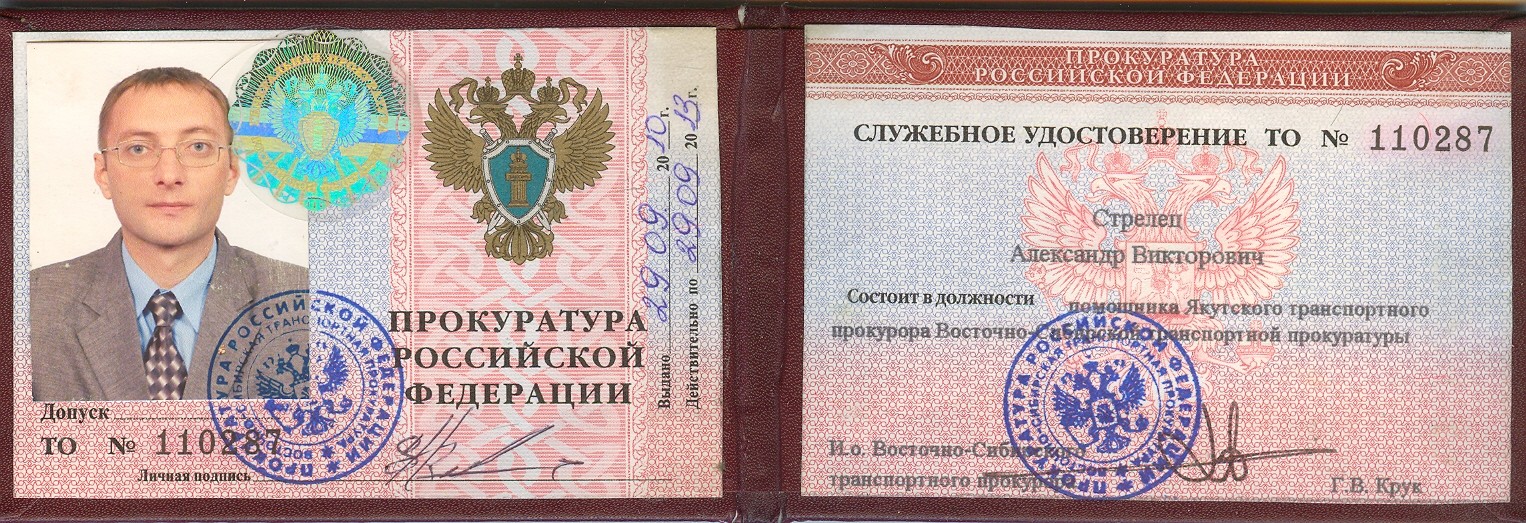 ПРОКУРАТУРА
РОССИЙСКОЙ
ФЕДЕРАЦИИ
Выдано 29 09 2010 г.
Действительно по 29 09 2013 г.
Допуск
ТО № 110287
Личная подпись
ПРОКУРАТУРА
РОССИЙСКОЙ ФЕДЕРАЦИИ
СЛУЖЕБНОЕ УДОСТОВЕРЕНИЕ ТО № 110287
Стрелец
Александр Викторович
Состоит в должности помощника Якутского транспортного
прокурора Восточно-Сибирской транспортной прокуратуры
И.о. Восточно-Сибирского
транспортного прокурора Г.В. Крук